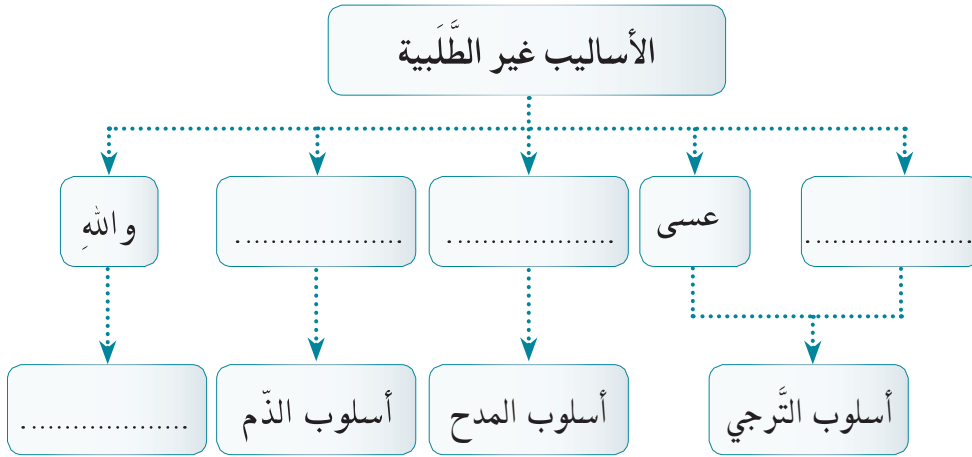 الأساليب غير الطَّلَبية
....................
عسى
....................
....................
واللهِ
أسلوب التَّرجي
أسلوب المدح
أسلوب الذّم
....................